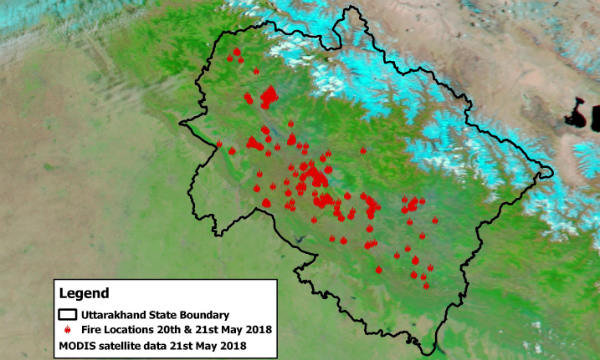 Legend
Uttarakhand State Boundary
Fire Locations 20th & 21st May 2018
MODIS satellite data 21st May 2018